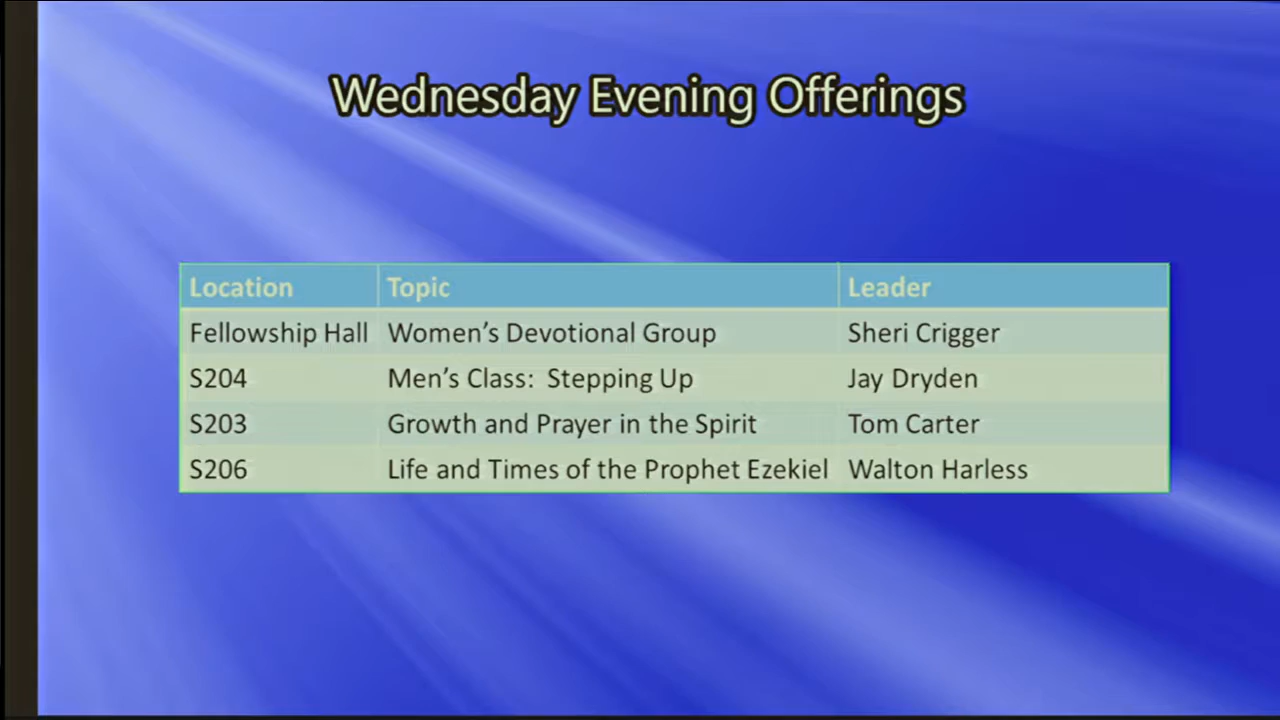 Wednesday Evening Offerings
Location Topic Leader
Fellowship Hall Women’s Devotional Group Sheri Crigger
S204 Men’s Class:  Stepping Up Jay Dryden
S203 Growth and Prayer in the Spirit Tom Carter
S206 Life and Times of the Prophet Ezekiel Walton Harless